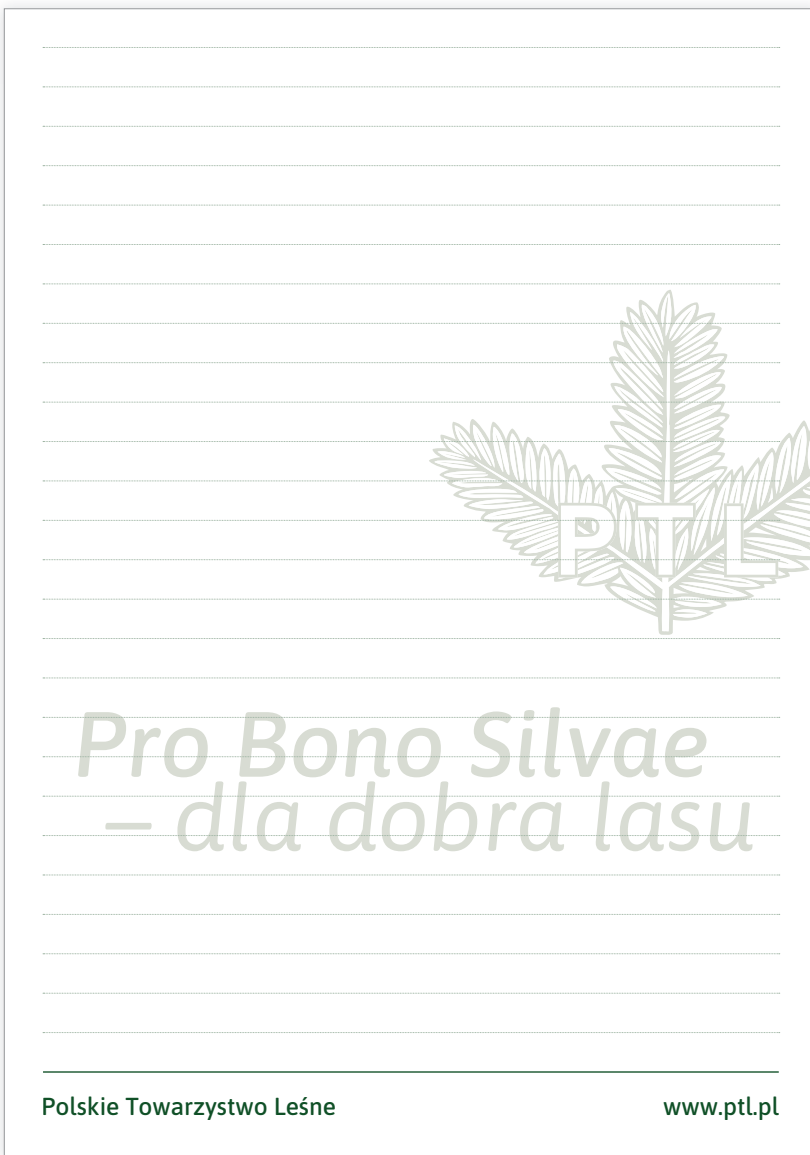 PTL
Pro Bono Silvae
– dla dobra lasu
Polskie Towarzystwo Leśne
www.ptl.pl